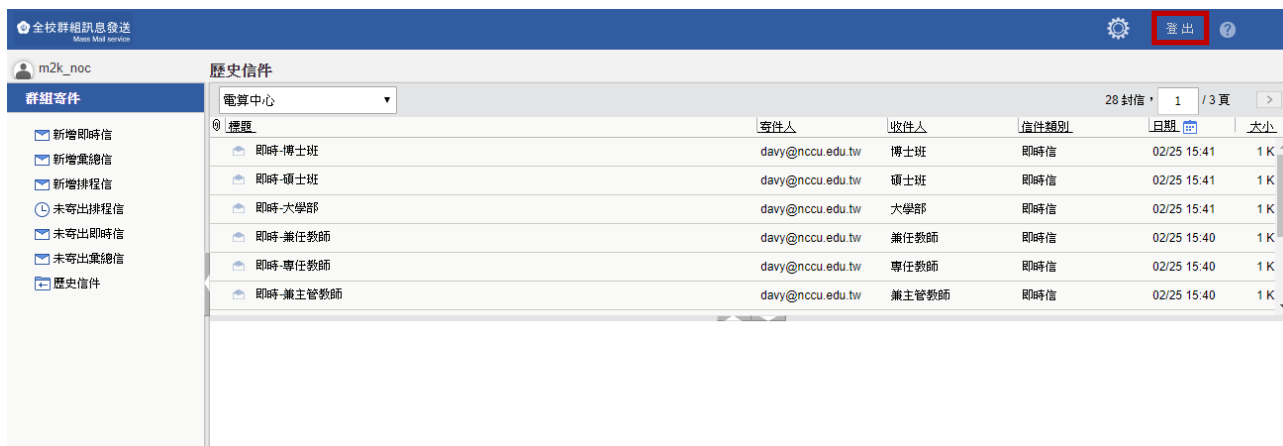 全校群組訊息發送
Mass Mail service
登出
m2k_noc
歷史信件
群組寄件
電算中心
28 封信，1 / 3 頁
新增即時信
新增彙總信
新增排程信
未寄出排程信
未寄出即時信
未寄出彙總信
歷史信件
標題 寄件人 收件人 信件類別 日期 大小
即時-博士班 davy@nccu.edu.tw 博士班 即時信 02/25 15:41 1 K
即時-碩士班 davy@nccu.edu.tw 碩士班 即時信 02/25 15:41 1 K
即時-大學部 davy@nccu.edu.tw 大學部 即時信 02/25 15:41 1 K
即時-兼任教師 davy@nccu.edu.tw 兼任教師 即時信 02/25 15:40 1 K
即時-專任教師 davy@nccu.edu.tw 專任教師 即時信 02/25 15:40 1 K
即時-兼主管教師 davy@nccu.edu.tw 兼主管教師 即時信 02/25 15:40 1 K